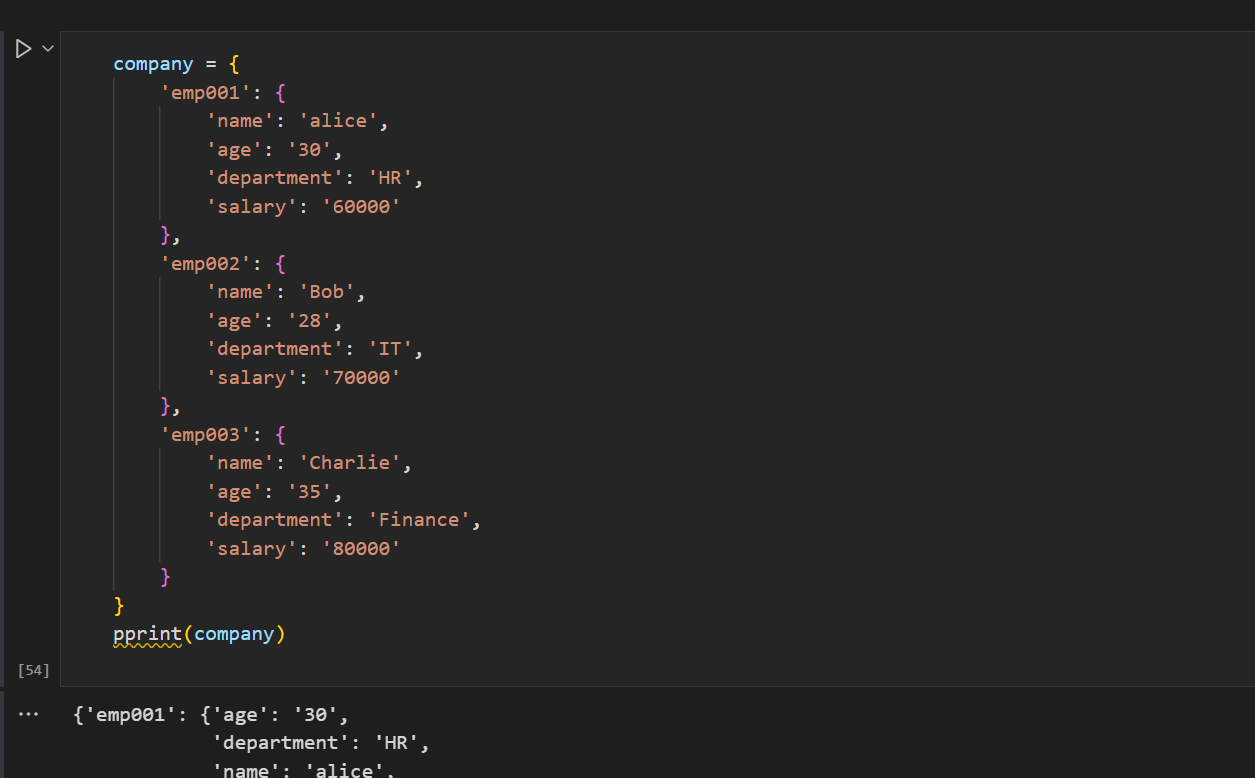 company = {
    'emp001': {
        'name': 'alice',
        'age': '30',
        'department': 'HR',
        'salary': '60000'
    },
    'emp002': {
        'name': 'Bob',
        'age': '28',
        'department': 'IT',
        'salary': '70000'
    },
    'emp003': {
        'name': 'Charlie',
        'age': '35',
        'department': 'Finance',
        'salary': '80000'
    }
}
pprint(company)
[54]
... {'emp001': {'age': '30',
            'department': 'HR',
            'name': 'alice',